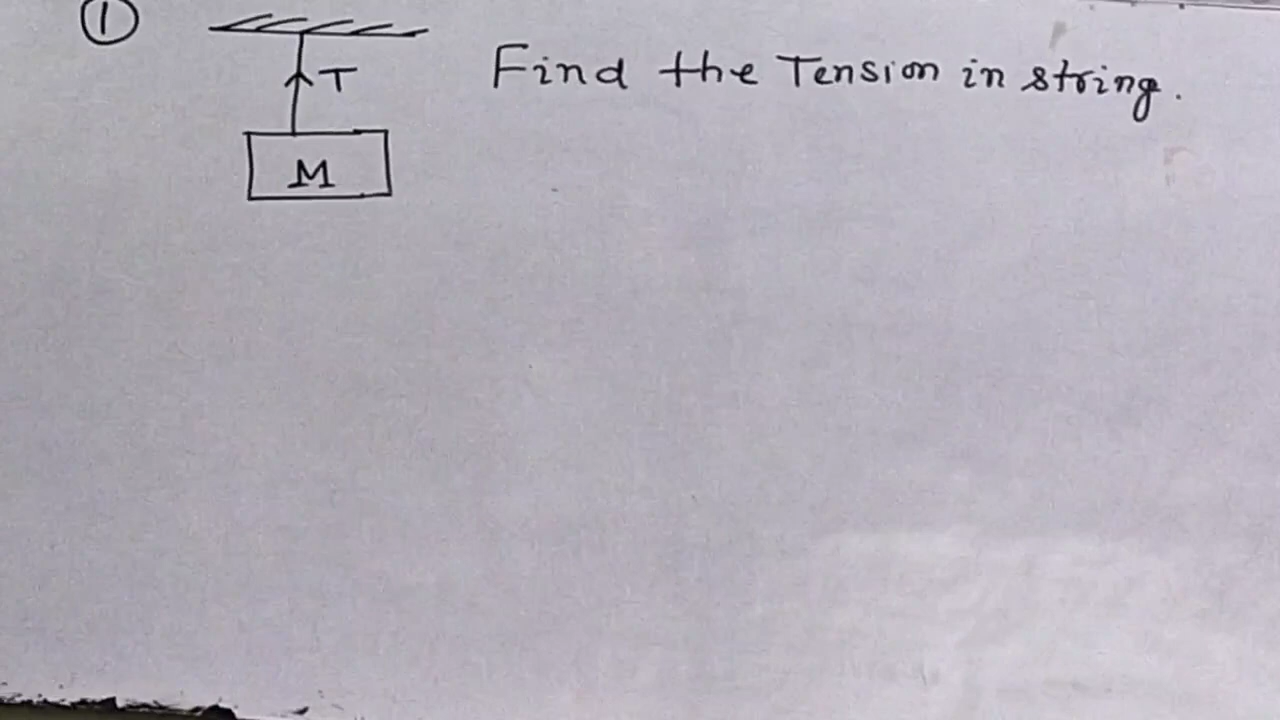 ①
T
Find the Tension in string.
M